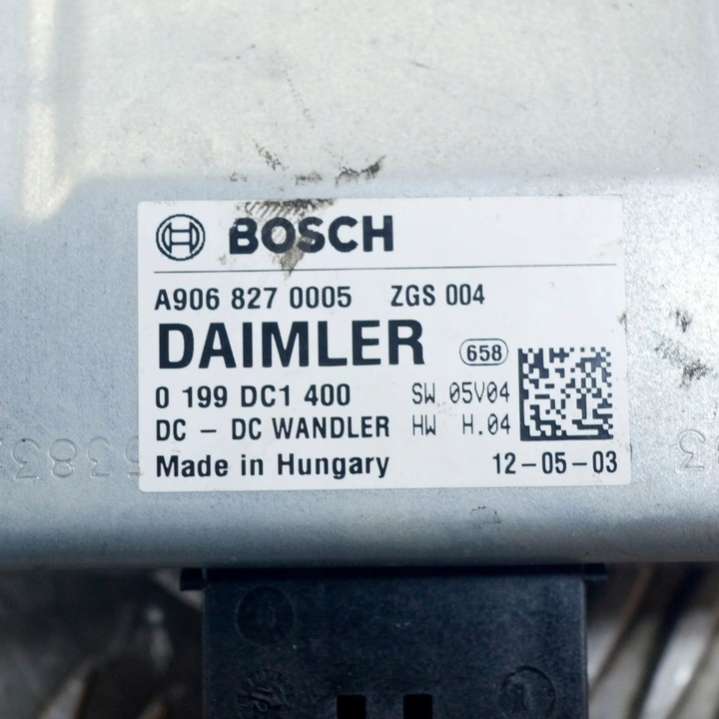 BOSCH
A906 827 0005 ZGS 004
DAIMLER 658
0 199 DC1 400 SW 05V04
DC - DC WANDLER HW H.04
Made in Hungary 12-05-03